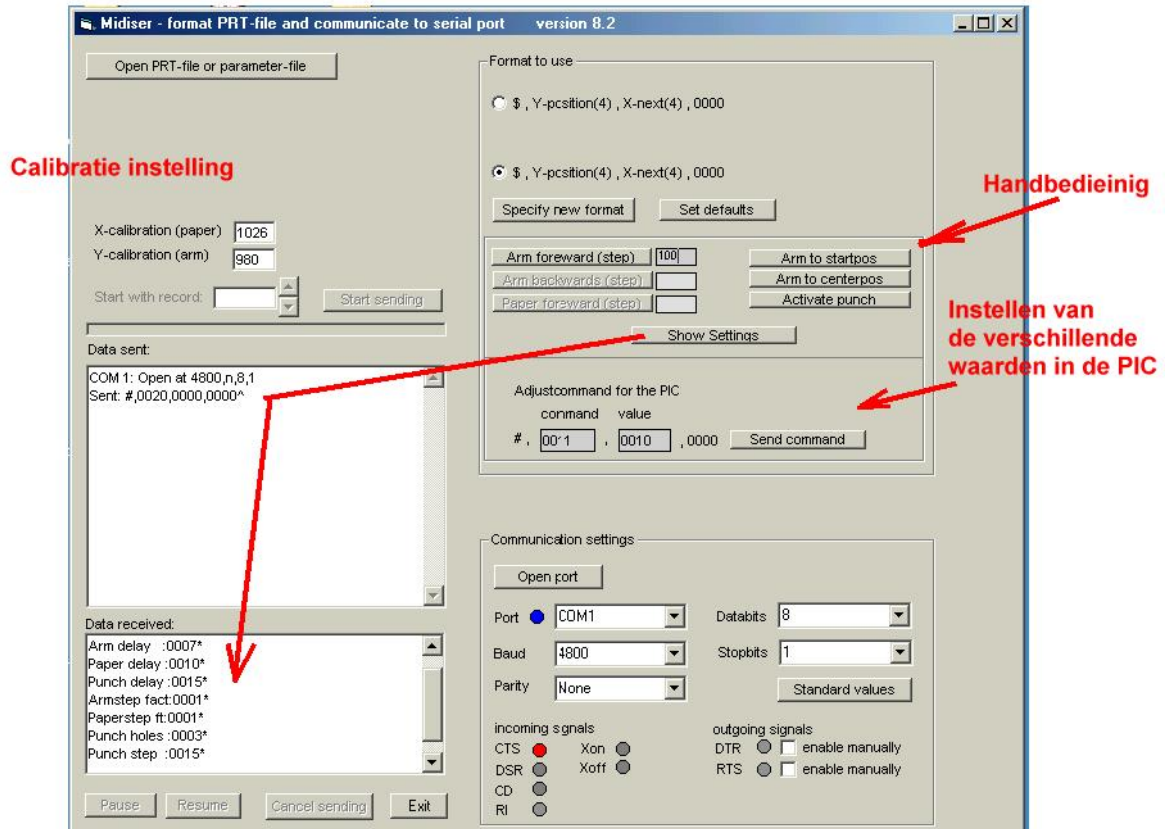 Midiser - format PRT-file and communicate to serial port version 8.2
Open PRT-file or parameter-file
Calibratie instelling
X-calibration (paper) 1026
Y-calibration (arm) 980
Start with record:
Start sending
Data sent:
COM 1: Open at 4800,n,8,1
Sent: #,0020,0000,0000^
Data received:
Arm delay :0007*
Paper delay :0010*
Punch delay :0015*
Armstep fact:0001*
Paperstep ft:0001*
Punch holes :0003*
Punch step :0015*
Pause Resume Cancel sending Exit
Format to use
$ , Y-pcsition(4) , X-next(4) , 0000
$ , Y-pcsition(4) , X-next(4) , 0000
Specify new format Set defaults
Handbedieinig
Arm foreward (step) 100 Arm to startpos
Arm backwards (step) Arm to centerpos
Paper foreward (step) Activate punch
Show Settings
Instellen van
de verschillende
waarden in de PIC
Adjustcommand for the PIC
conmand value
# , , 0010 , 0000 Send command
Communication settings
Open port
Port COM1 Databits 8
Baud 4800 Stopbits 1
Parity None Standard values
incoming sgnals outgoing signals
CTS Xon DTR enable manually
DSR Xoff RTS enable manually
CD
RI